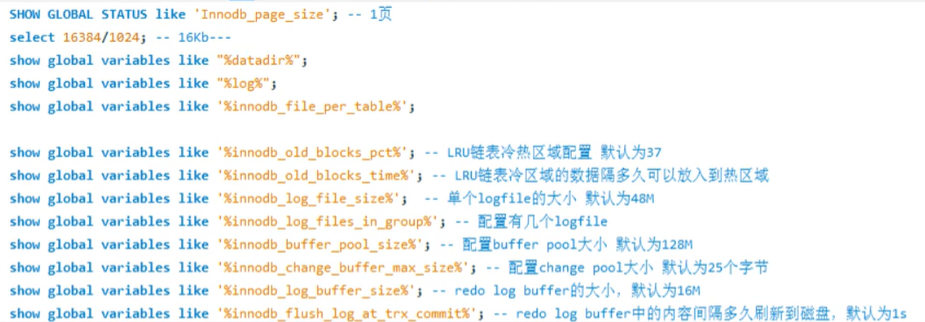 SHOW GLOBAL STATUS like 'Innodb_page_size'; -- 1页
select 16384/1024; -- 16Kb---
show global variables like "%datadir%";
show global variables like "%log%";
show global variables like '%innodb_file_per_table%';
show global variables like '%innodb_old_blocks_pct%'; -- LRU链表冷热区域配置 默认为37
show global variables like '%innodb_old_blocks_time%'; -- LRU链表冷区域的数据隔多久可以放入到热区域
show global variables like '%innodb_log_file_size%'; -- 单个logfile的大小 默认为48M
show global variables like '%innodb_log_files_in_group%'; -- 配置有几个logfile
show global variables like '%innodb_buffer_pool_size%'; -- 配置buffer pool大小 默认为128M
show global variables like '%innodb_change_buffer_max_size%'; -- 配置change pool大小 默认为25个字节
show global variables like '%innodb_log_buffer_size%'; -- redo log buffer的大小, 默认为16M
show global variables like '%innodb_flush_log_at_trx_commit%'; -- redo log buffer中的内容间隔多久刷新到磁盘, 默认为1s